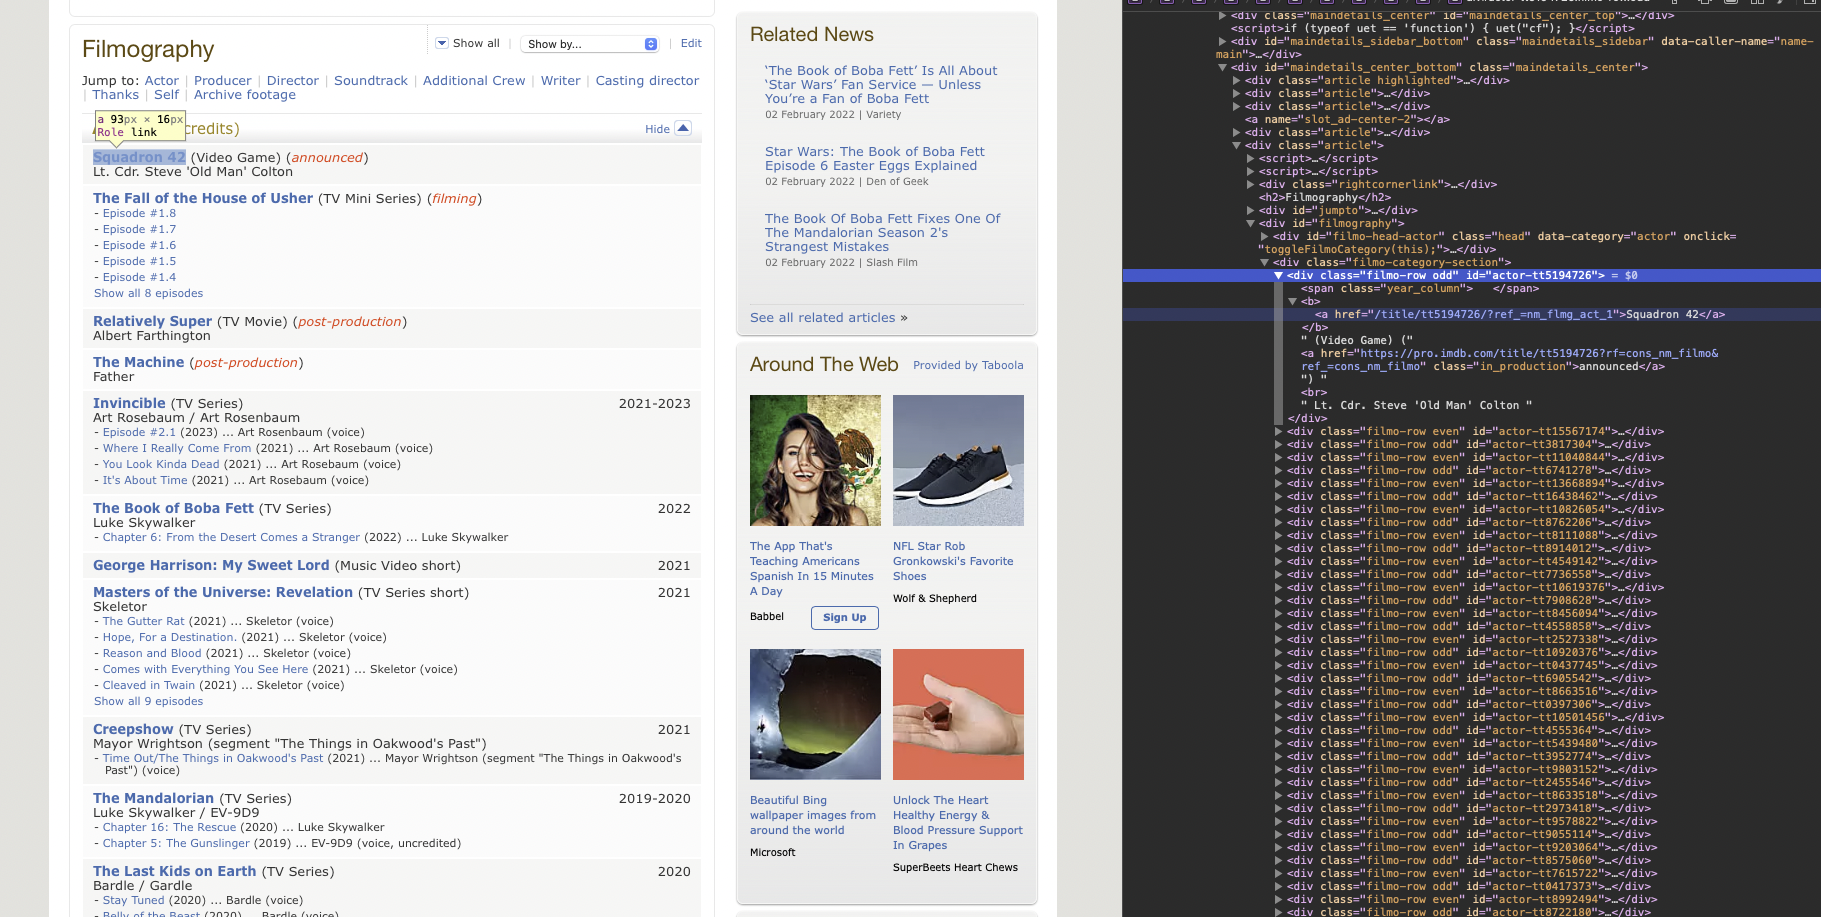 Filmography
Show all | Show by... | Edit
Jump to: Actor | Producer | Director | Soundtrack | Additional Crew | Writer | Casting director
| Thanks | Self | Archive footage
a 93px × 16px
Role link
credits)
Hide
Squadron 42 (Video Game) (announced)
Lt. Cdr. Steve 'Old Man' Colton
The Fall of the House of Usher (TV Mini Series) (filming)
- Episode #1.8
- Episode #1.7
- Episode #1.6
- Episode #1.5
- Episode #1.4
Show all 8 episodes
Relatively Super (TV Movie) (post-production)
Albert Farthington
The Machine (post-production)
Father
Invincible (TV Series) 2021-2023
Art Rosebaum / Art Rosenbaum
- Episode #2.1 (2023) ... Art Rosenbaum (voice)
- Where I Really Come From (2021) ... Art Rosebaum (voice)
- You Look Kinda Dead (2021) ... Art Rosebaum (voice)
- It's About Time (2021) ... Art Rosebaum (voice)
The Book of Boba Fett (TV Series) 2022
Luke Skywalker
- Chapter 6: From the Desert Comes a Stranger (2022) ... Luke Skywalker
George Harrison: My Sweet Lord (Music Video short) 2021
Masters of the Universe: Revelation (TV Series short) 2021
Skeletor
- The Gutter Rat (2021) ... Skeletor (voice)
- Hope, For a Destination. (2021) ... Skeletor (voice)
- Reason and Blood (2021) ... Skeletor (voice)
- Comes with Everything You See Here (2021) ... Skeletor (voice)
- Cleaved in Twain (2021) ... Skeletor (voice)
Show all 9 episodes
Creepshow (TV Series) 2021
Mayor Wrightson (segment "The Things in Oakwood's Past")
- Time Out/The Things in Oakwood's Past (2021) ... Mayor Wrightson (segment "The Things in Oakwood's
Past") (voice)
The Mandalorian (TV Series) 2019-2020
Luke Skywalker / EV-9D9
- Chapter 16: The Rescue (2020) ... Luke Skywalker
- Chapter 5: The Gunslinger (2019) ... EV-9D9 (voice, uncredited)
The Last Kids on Earth (TV Series) 2020
Bardle / Gardle
- Stay Tuned (2020) ... Bardle (voice)
- Belly of the Beast (2020) ... Bardle (voice)
Related News
'The Book of Boba Fett' Is All About
'Star Wars' Fan Service — Unless
You're a Fan of Boba Fett
02 February 2022 | Variety
Star Wars: The Book of Boba Fett
Episode 6 Easter Eggs Explained
02 February 2022 | Den of Geek
The Book Of Boba Fett Fixes One Of
The Mandalorian Season 2's
Strangest Mistakes
02 February 2022 | Slash Film
See all related articles »
Around The Web Provided by Taboola
The App That's
Teaching Americans
Spanish In 15 Minutes
A Day
Babbel
Sign Up
NFL Star Rob
Gronkowski's Favorite
Shoes
Wolf & Shepherd
Beautiful Bing
wallpaper images from
around the world
Microsoft
Unlock The Heart
Healthy Energy &
Blood Pressure Support
In Grapes
SuperBeets Heart Chews
<div class="maindetails_center" id="maindetails_center_top">…</div>
<script>if (typeof uet == 'function') { uet("cf"); }</script>
<div id="maindetails_sidebar_bottom" class="maindetails_sidebar" data-caller-name="name-
main">…</div>
<div id="maindetails_center_bottom" class="maindetails_center">
<div class="article highlighted">…</div>
<div class="article">…</div>
<div class="article">…</div>
<a name="slot_ad-center-2"></a>
<div class="article">…</div>
<div class="article">
<script>…</script>
<script>…</script>
<div class="rightcornerlink">…</div>
<h2>Filmography</h2>
<div id="jumpto">…</div>
<div id="filmography">
<div id="filmo-head-actor" class="head" data-category="actor" onclick=
"toggleFilmoCategory(this);">…</div>
<div class="filmo-category-section">
<div class="filmo-row odd" id="actor-tt5194726"> = $0
<span class="year_column">   </span>
<b>
<a href="/title/tt5194726/?ref_=nm_flmg_act_1">Squadron 42</a>
</b>
" (Video Game) ("
<a href="https://pro.imdb.com/title/tt5194726?rf=cons_nm_filmo&
ref_=cons_nm_filmo" class="in_production">announced</a>
") "
<br>
" Lt. Cdr. Steve 'Old Man' Colton "
</div>
<div class="filmo-row even" id="actor-tt15567174">…</div>
<div class="filmo-row odd" id="actor-tt3817304">…</div>
<div class="filmo-row even" id="actor-tt11040844">…</div>
<div class="filmo-row odd" id="actor-tt6741278">…</div>
<div class="filmo-row even" id="actor-tt13668894">…</div>
<div class="filmo-row odd" id="actor-tt16438462">…</div>
<div class="filmo-row even" id="actor-tt10826054">…</div>
<div class="filmo-row odd" id="actor-tt8762206">…</div>
<div class="filmo-row even" id="actor-tt8111088">…</div>
<div class="filmo-row odd" id="actor-tt8914012">…</div>
<div class="filmo-row even" id="actor-tt4549142">…</div>
<div class="filmo-row odd" id="actor-tt7736558">…</div>
<div class="filmo-row even" id="actor-tt10619376">…</div>
<div class="filmo-row odd" id="actor-tt7908628">…</div>
<div class="filmo-row even" id="actor-tt8456094">…</div>
<div class="filmo-row odd" id="actor-tt4558858">…</div>
<div class="filmo-row even" id="actor-tt2527338">…</div>
<div class="filmo-row odd" id="actor-tt10920376">…</div>
<div class="filmo-row even" id="actor-tt0437745">…</div>
<div class="filmo-row odd" id="actor-tt6905542">…</div>
<div class="filmo-row even" id="actor-tt8663516">…</div>
<div class="filmo-row odd" id="actor-tt0397306">…</div>
<div class="filmo-row even" id="actor-tt10501456">…</div>
<div class="filmo-row odd" id="actor-tt4555364">…</div>
<div class="filmo-row even" id="actor-tt5439480">…</div>
<div class="filmo-row odd" id="actor-tt3952774">…</div>
<div class="filmo-row even" id="actor-tt9803152">…</div>
<div class="filmo-row odd" id="actor-tt2455546">…</div>
<div class="filmo-row even" id="actor-tt8633518">…</div>
<div class="filmo-row odd" id="actor-tt2973418">…</div>
<div class="filmo-row even" id="actor-tt9578822">…</div>
<div class="filmo-row odd" id="actor-tt9055114">…</div>
<div class="filmo-row even" id="actor-tt9203064">…</div>
<div class="filmo-row odd" id="actor-tt8575060">…</div>
<div class="filmo-row even" id="actor-tt7615722">…</div>
<div class="filmo-row odd" id="actor-tt0417373">…</div>
<div class="filmo-row even" id="actor-tt8992494">…</div>
<div class="filmo-row odd" id="actor-tt8722180">…</div>